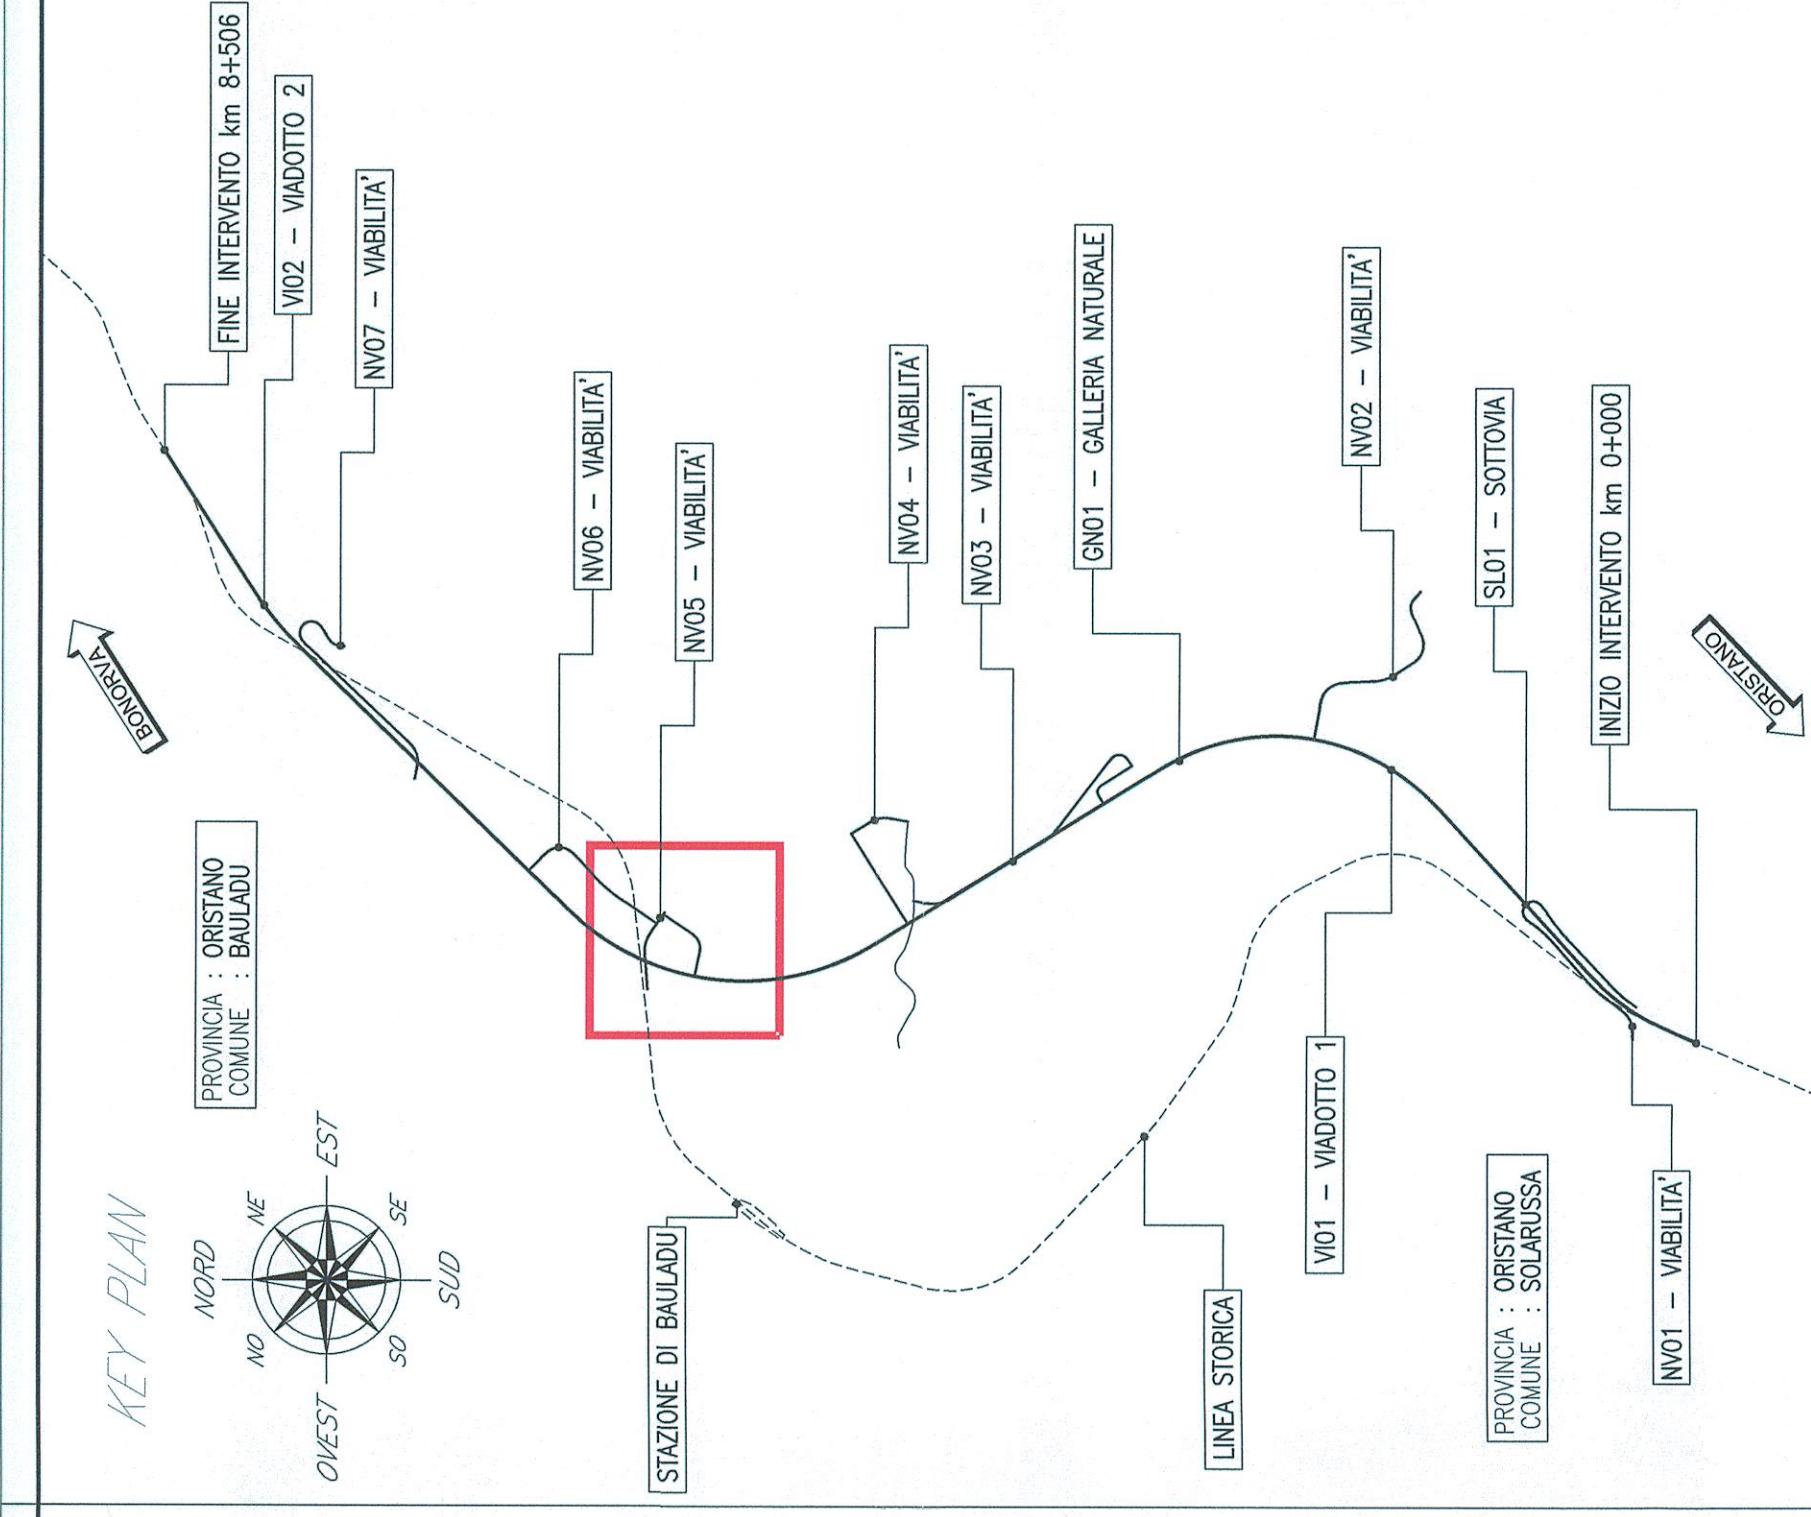 KEY PLAN
NORD
NE
EST
SE
SUD
SO
OVEST
NO
PROVINCIA : ORISTANO
COMUNE : BAULADU
BONORVA
FINE INTERVENTO km 8+506
VI02 – VIADOTTO 2
NV07 – VIABILITA'
NV06 – VIABILITA'
NV05 – VIABILITA'
STAZIONE DI BAULADU
NV04 – VIABILITA'
NV03 – VIABILITA'
GN01 – GALLERIA NATURALE
LINEA STORICA
VI01 – VIADOTTO 1
NV02 – VIABILITA'
SL01 – SOTTOVIA
PROVINCIA : ORISTANO
COMUNE : SOLARUSSA
INIZIO INTERVENTO km 0+000
NV01 – VIABILITA'
ORISTANO